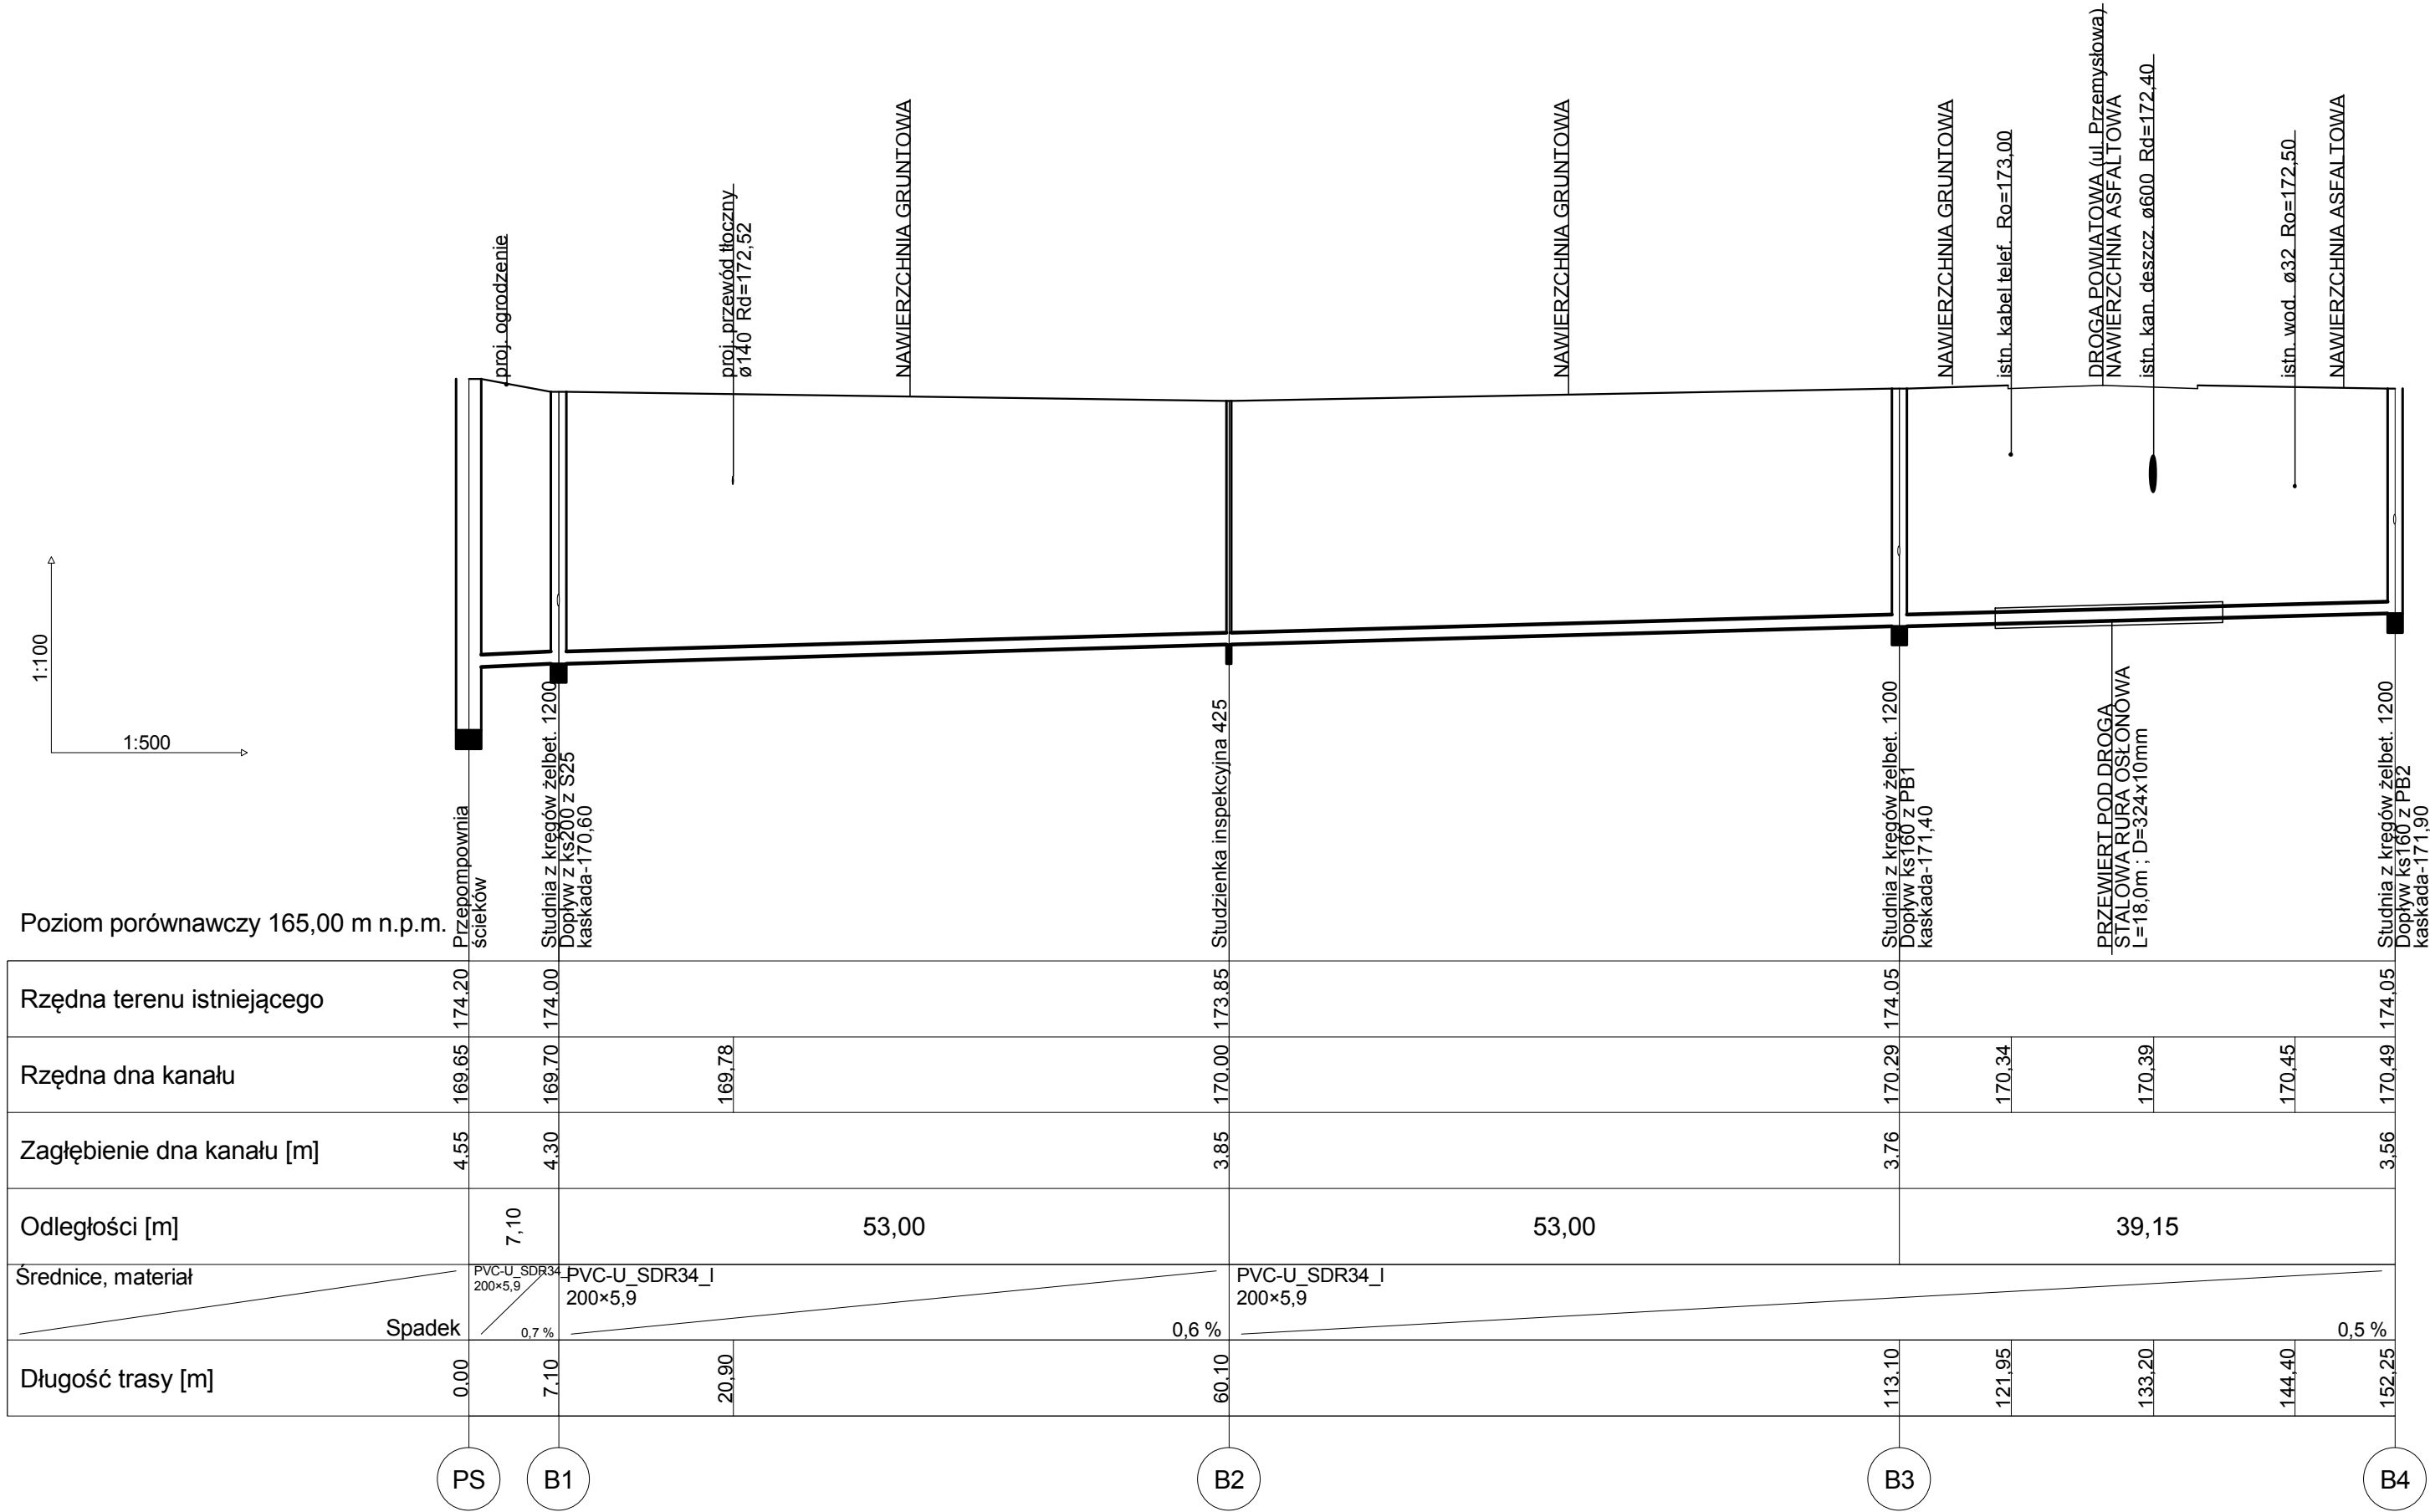 proj. ogrodzenie
proj. przewód tłoczny
ø140 Rd=172,52
NAWIERZCHNIA GRUNTOWA
NAWIERZCHNIA GRUNTOWA
NAWIERZCHNIA GRUNTOWA
istn. kabel telef. Ro=173,00
DROGA POWIATOWA (ul. Przemysłowa)
NAWIERZCHNIA ASFALTOWA
istn. kan. deszcz. ø600 Rd=172,40
istn. wod. ø32 Ro=172,50
NAWIERZCHNIA ASFALTOWA
1:100
1:500
Przepompownia
ścieków
Studnia z kręgów żelbet. 1200
Dopływ z ks200 z S25
kaskada-170,60
Studzienka inspekcyjna 425
Studnia z kręgów żelbet. 1200
Dopływ ks160 z PB1
kaskada-171,40
PRZEWIERT POD DROGĄ
STALOWA RURA OSŁONOWA
L=18,0m ; D=324x10mm
Studnia z kręgów żelbet. 1200
Dopływ ks160 z PB2
kaskada-171,90
Poziom porównawczy 165,00 m n.p.m.
Rzędna terenu istniejącego
174.20
174.00
173.85
174.05
174,05
Rzędna dna kanału
169.65
169.70
169,78
170.00
170.29
170,34
170,39
170,45
170,49
Zagłębienie dna kanału [m]
4.55
4.30
3.85
3.76
3,56
Odległości [m]
7,10
53,00
53,00
39,15
Średnice, materiał
Spadek
PVC-U_SDR34_I
200×5,9
0,7 %
PVC-U_SDR34_I
200×5,9
0,6 %
PVC-U_SDR34_I
200×5,9
0,5 %
Długość trasy [m]
0.00
7.10
20,90
60.10
113.10
121,95
133,20
144,40
152,25
PS
B1
B2
B3
B4